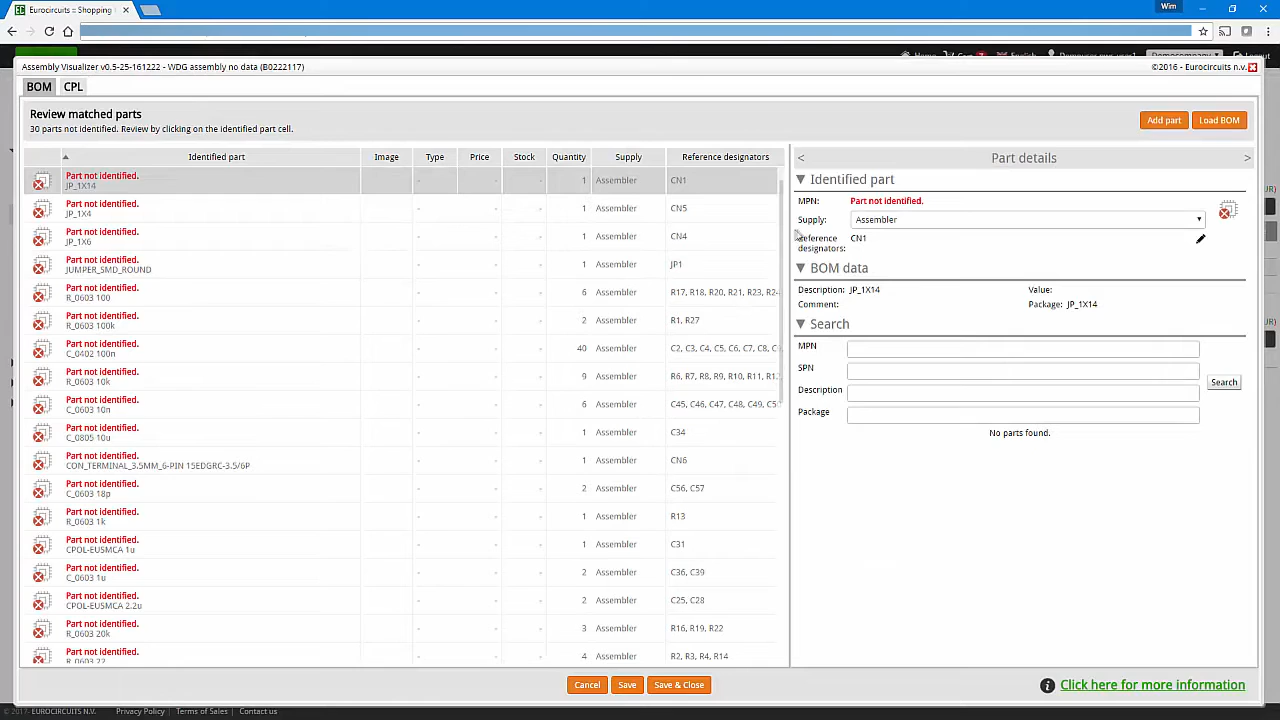 Eurocircuits :: Shopping
Wim
Assembly Visualizer v0.5-25-161222 - WDG assembly no data (B0222117)
©2016 - Eurocircuits n.v.
BOM CPL
Review matched parts
30 parts not identified. Review by clicking on the identified part cell.
Add part Load BOM
Identified part Image Type Price Stock Quantity Supply Reference designators
Part not identified.
JP_1X14 - - - 1 Assembler CN1
Part not identified.
JP_1X4 - - - 1 Assembler CN5
Part not identified.
JP_1X6 - - - 1 Assembler CN4
Part not identified.
JUMPER_SMD_ROUND - - - 1 Assembler JP1
Part not identified.
R_0603 100 - - - 6 Assembler R17, R18, R20, R21, R23, R24
Part not identified.
R_0603 100k - - - 2 Assembler R1, R27
Part not identified.
C_0402 100n - - - 40 Assembler C2, C3, C4, C5, C6, C7, C8, C
Part not identified.
R_0603 10k - - - 9 Assembler R6, R7, R8, R9, R10, R11, R12
Part not identified.
C_0603 10n - - - 6 Assembler C45, C46, C47, C48, C49, C50
Part not identified.
C_0805 10u - - - 1 Assembler C34
Part not identified.
CON_TERMINAL_3.5MM_6-PIN 15EDGRC-3.5/6P - - - 1 Assembler CN6
Part not identified.
C_0603 18p - - - 2 Assembler C56, C57
Part not identified.
R_0603 1k - - - 1 Assembler R13
Part not identified.
CPOL-EUSMCA 1u - - - 1 Assembler C31
Part not identified.
C_0603 1u - - - 2 Assembler C36, C39
Part not identified.
CPOL-EUSMCA 2.2u - - - 2 Assembler C25, C28
Part not identified.
R_0603 20k - - - 3 Assembler R16, R19, R22
Part not identified.
R_0603 22 - - - 4 Assembler R2, R3, R4, R14
< Part details >
Identified part
MPN: Part not identified.
Supply: Assembler
Reference designators: CN1
BOM data
Description: JP_1X14 Value:
Comment: Package: JP_1X14
Search
MPN
SPN
Search
Description
Package
No parts found.
Cancel Save Save & Close
Click here for more information
EUROCIRCUITS N.V. Privacy Policy Terms of Sales Contact us